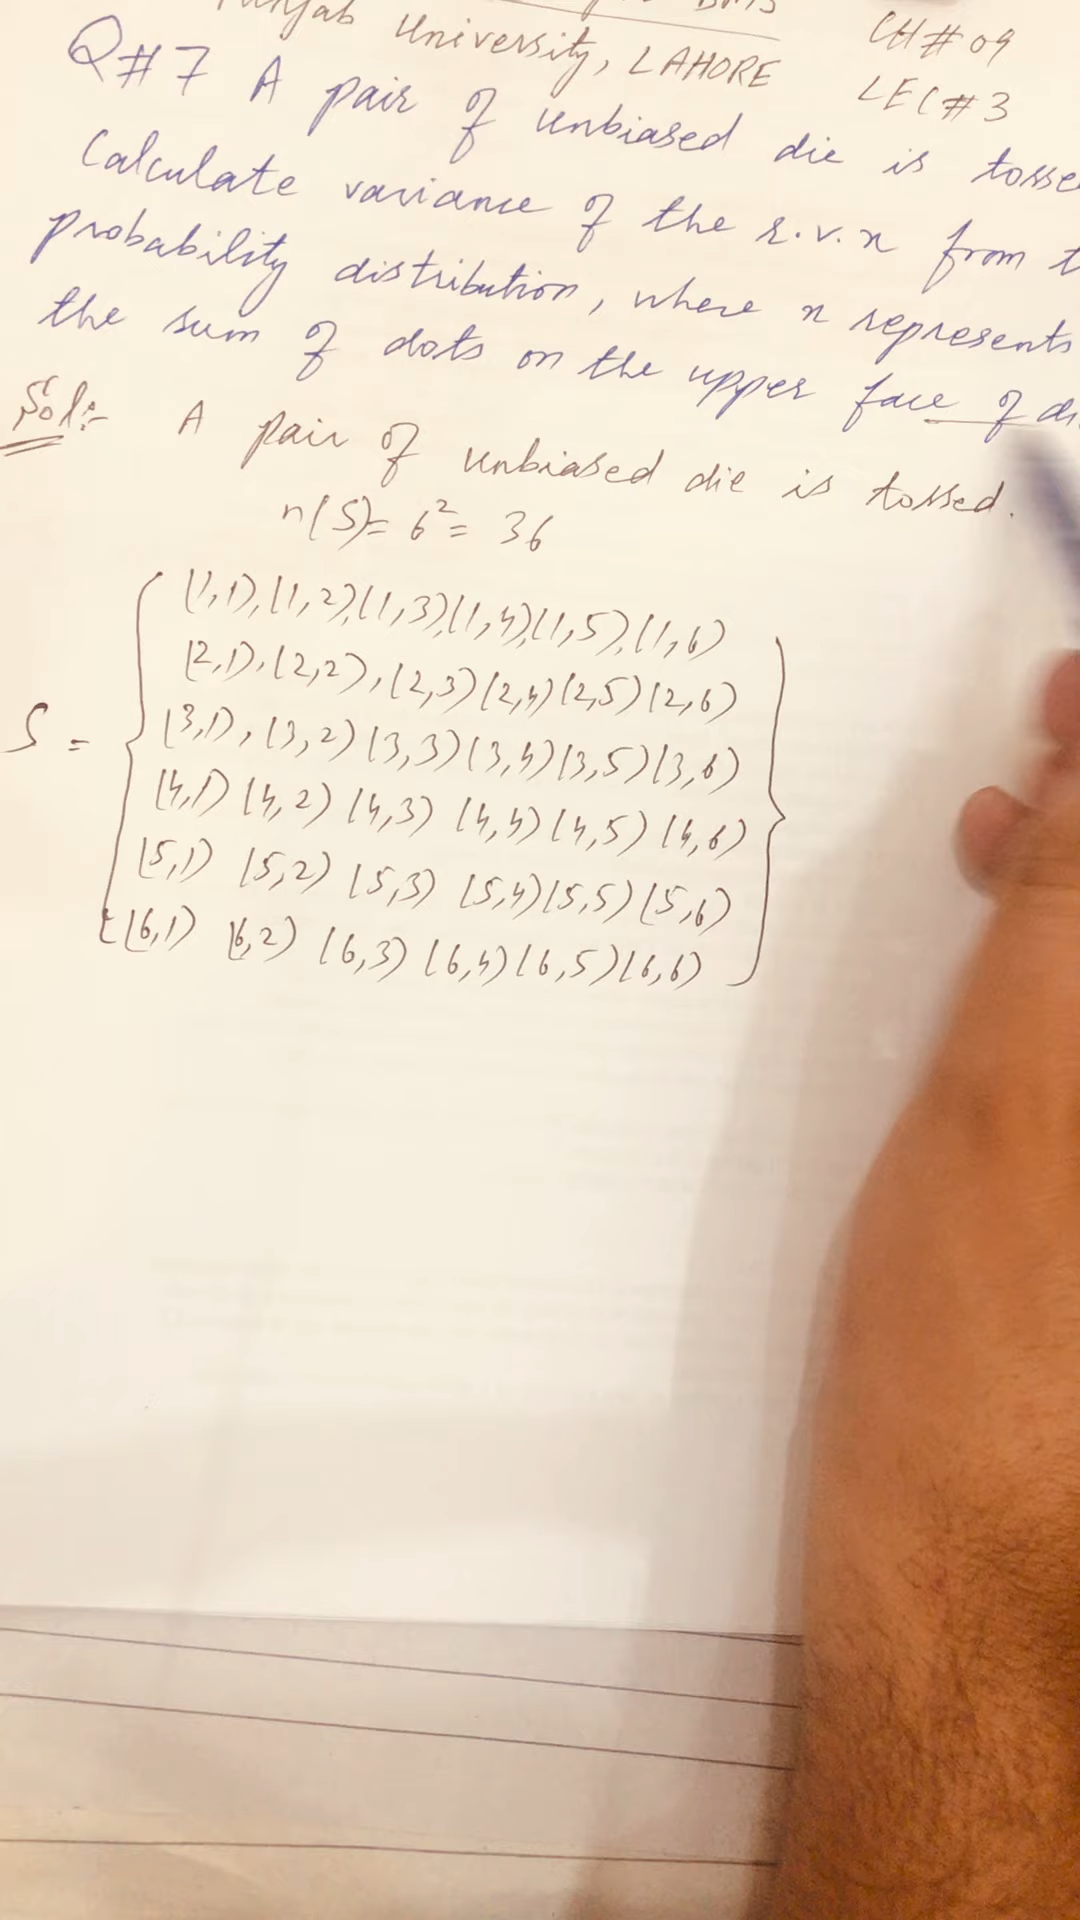 University, LAHORE
CH# 09
LEC#3
Q#7 A pair of unbiased die is tosse
Calculate variance of the r.v.x from t
probability distribution, where x represents
the sum of dots on the upper face of di
Sol:- A pair of unbiased die is tossed.
n(S)= 6²= 36
(1,1),(1,2),(1,3),(1,4),(1,5),(1,6)
(2,1),(2,2),(2,3)(2,4)(2,5)(2,6)
S = (3,1),(3,2)(3,3)(3,4)(3,5)(3,6)
(4,1)(4,2)(4,3)(4,4)(4,5)(4,6)
(5,1)(5,2)(5,3)(5,4)(5,5)(5,6)
(6,1)(6,2)(6,3)(6,4)(6,5)(6,6)